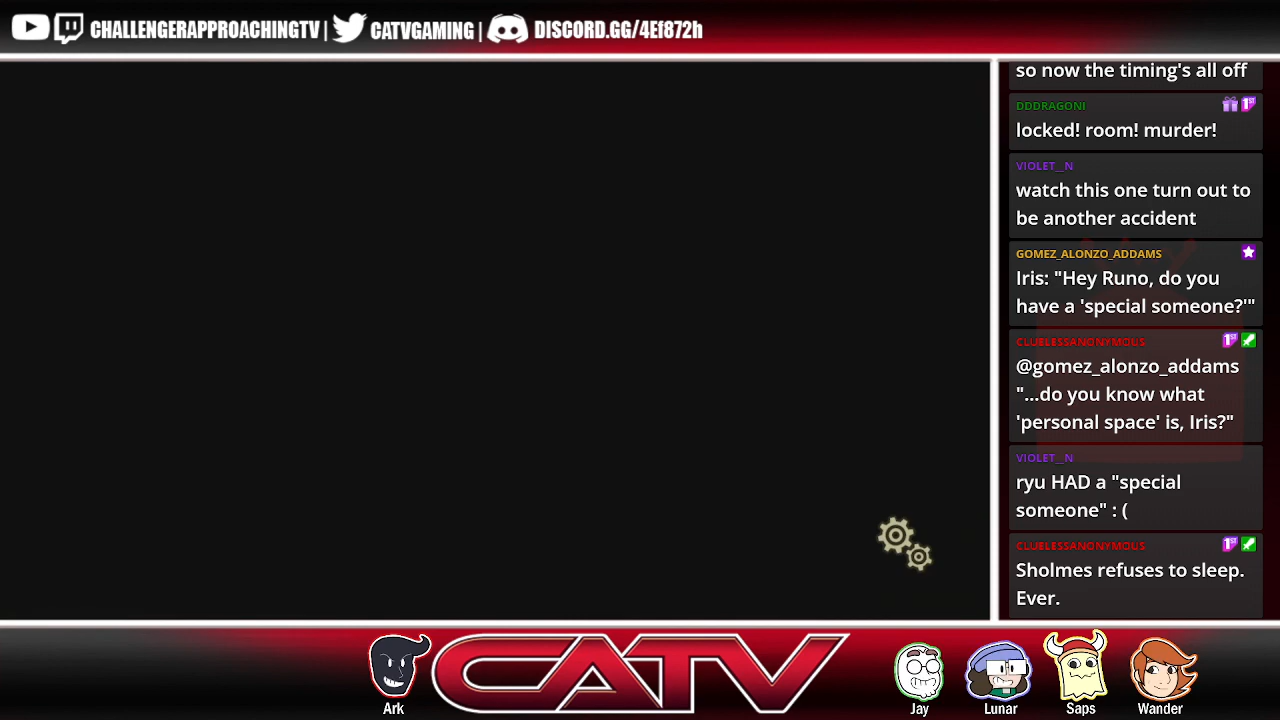 CHALLENGERAPPROACHINGTV | CATVGAMING | DISCORD.GG/4Ef872h
so now the timing's all off
DDDRAGONI
locked! room! murder!
VIOLET__N
watch this one turn out to
be another accident
GOMEZ_ALONZO_ADDAMS
Iris: "Hey Runo, do you
have a 'special someone?'"
CLUELESSANONYMOUS
@gomez_alonzo_addams
"...do you know what
'personal space' is, Iris?"
VIOLET__N
ryu HAD a "special
someone" : (
CLUELESSANONYMOUS
Sholmes refuses to sleep.
Ever.
CATV
Ark
Jay
Lunar
Saps
Wander